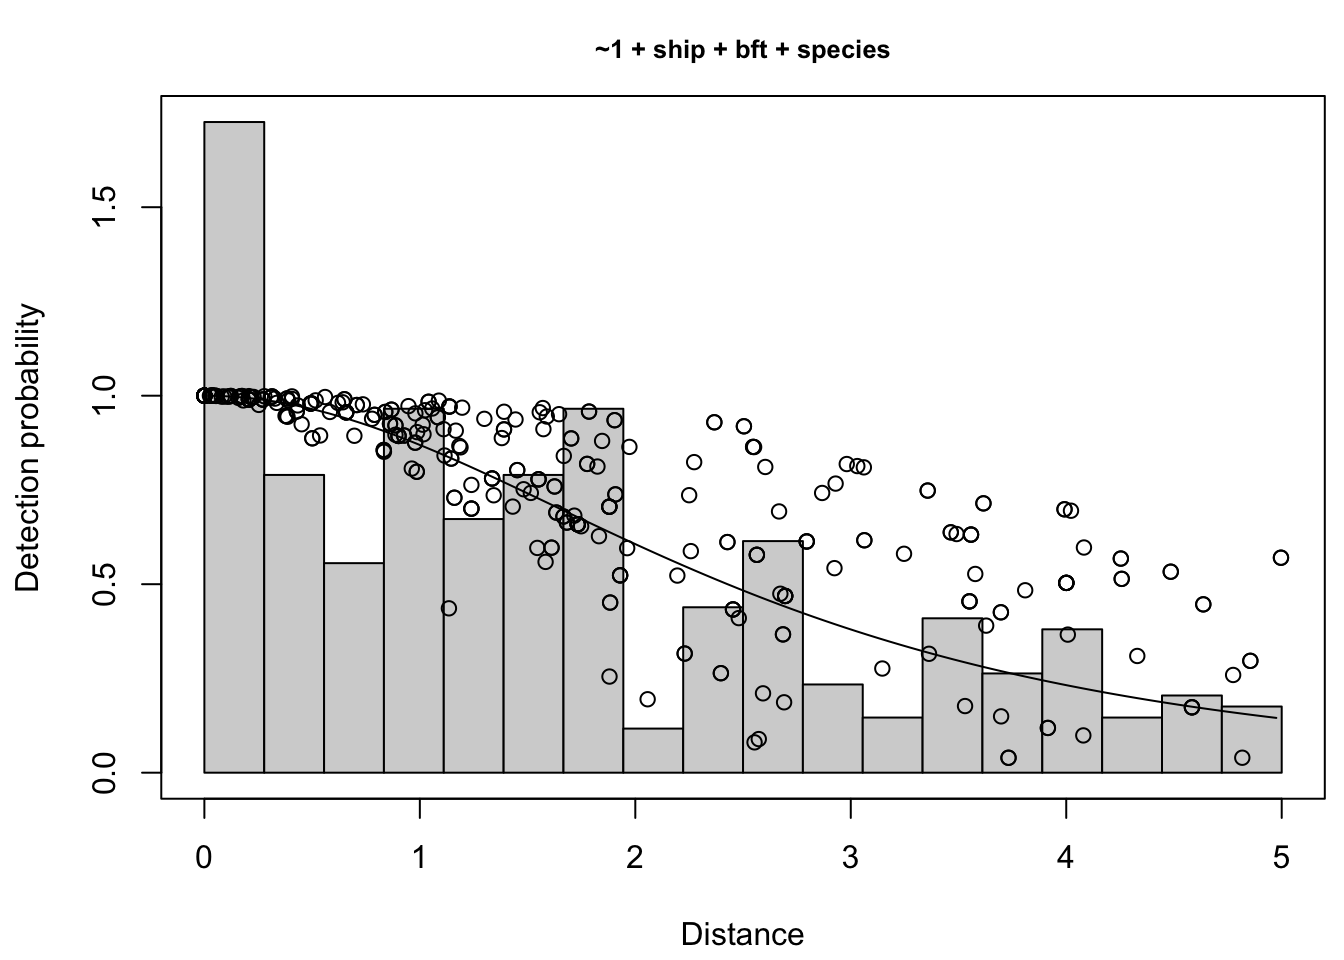 ~1 + ship + bft + species
Detection probability
1.5
1.0
0.5
0.0
0 1 2 3 4 5
Distance